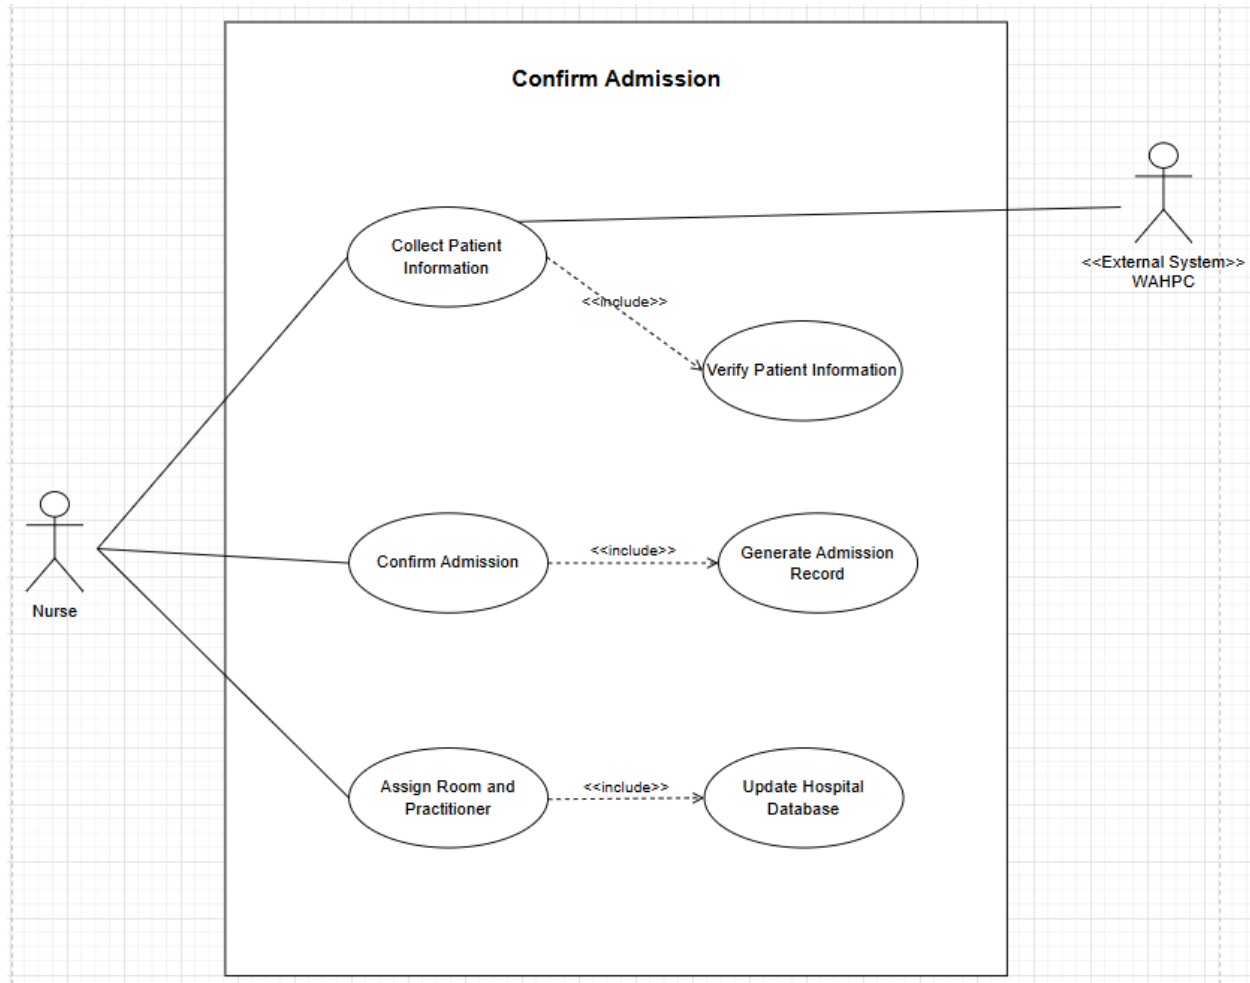 Confirm Admission
Collect Patient
Information
<<include>>
Verify Patient Information
<<External System>>
WAHPC
Nurse
Confirm Admission
<<include>>
Generate Admission
Record
Assign Room and
Practitioner
<<include>>
Update Hospital
Database